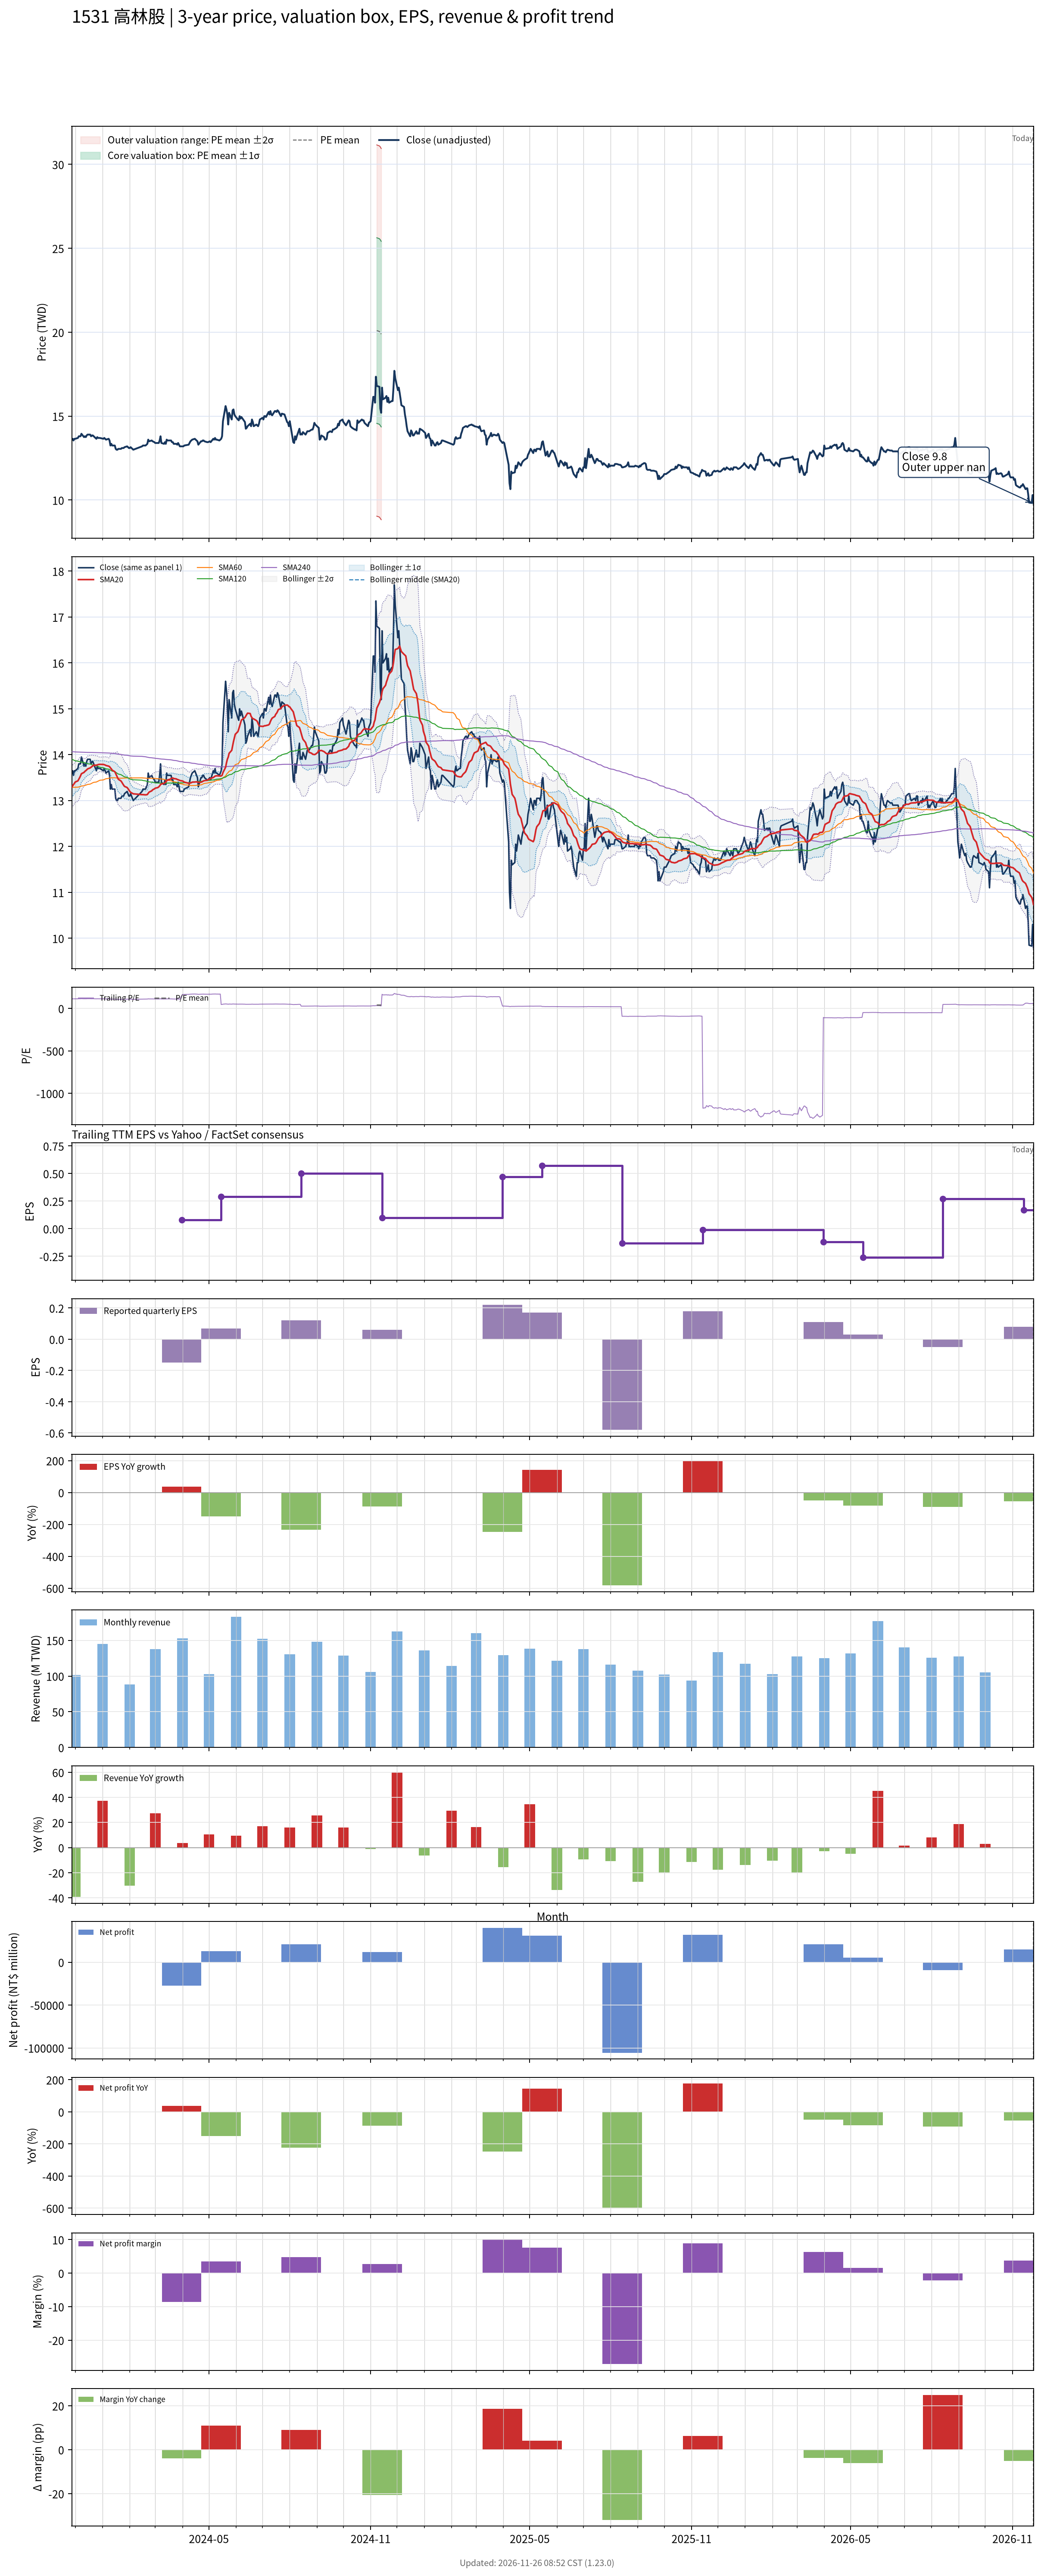 1531 高林股 | 3-year price, valuation box, EPS, revenue & profit trend
Outer valuation range: PE mean ±2σ
Core valuation box: PE mean ±1σ
PE mean
Close (unadjusted)
Today
30
25
20
15
10
Price (TWD)
Close 9.8
Outer upper nan
Close (same as panel 1)
SMA20
SMA60
SMA120
SMA240
Bollinger ±2σ
Bollinger ±1σ
Bollinger middle (SMA20)
18
17
16
15
14
13
12
11
10
Price
Trailing P/E
P/E mean
0
-500
-1000
P/E
Trailing TTM EPS vs Yahoo / FactSet consensus
Today
0.75
0.50
0.25
0.00
-0.25
EPS
Reported quarterly EPS
0.2
0.0
-0.2
-0.4
-0.6
EPS
EPS YoY growth
200
0
-200
-400
-600
YoY (%)
Monthly revenue
150
100
50
0
Revenue (M TWD)
Revenue YoY growth
60
40
20
0
-20
-40
YoY (%)
Month
Net profit
0
-50000
-100000
Net profit (NT$ million)
Net profit YoY
200
0
-200
-400
-600
YoY (%)
Net profit margin
10
0
-10
-20
Margin (%)
Margin YoY change
20
0
-20
Δ margin (pp)
2024-05
2024-11
2025-05
2025-11
2026-05
2026-11
Updated: 2026-11-26 08:52 CST (1.23.0)